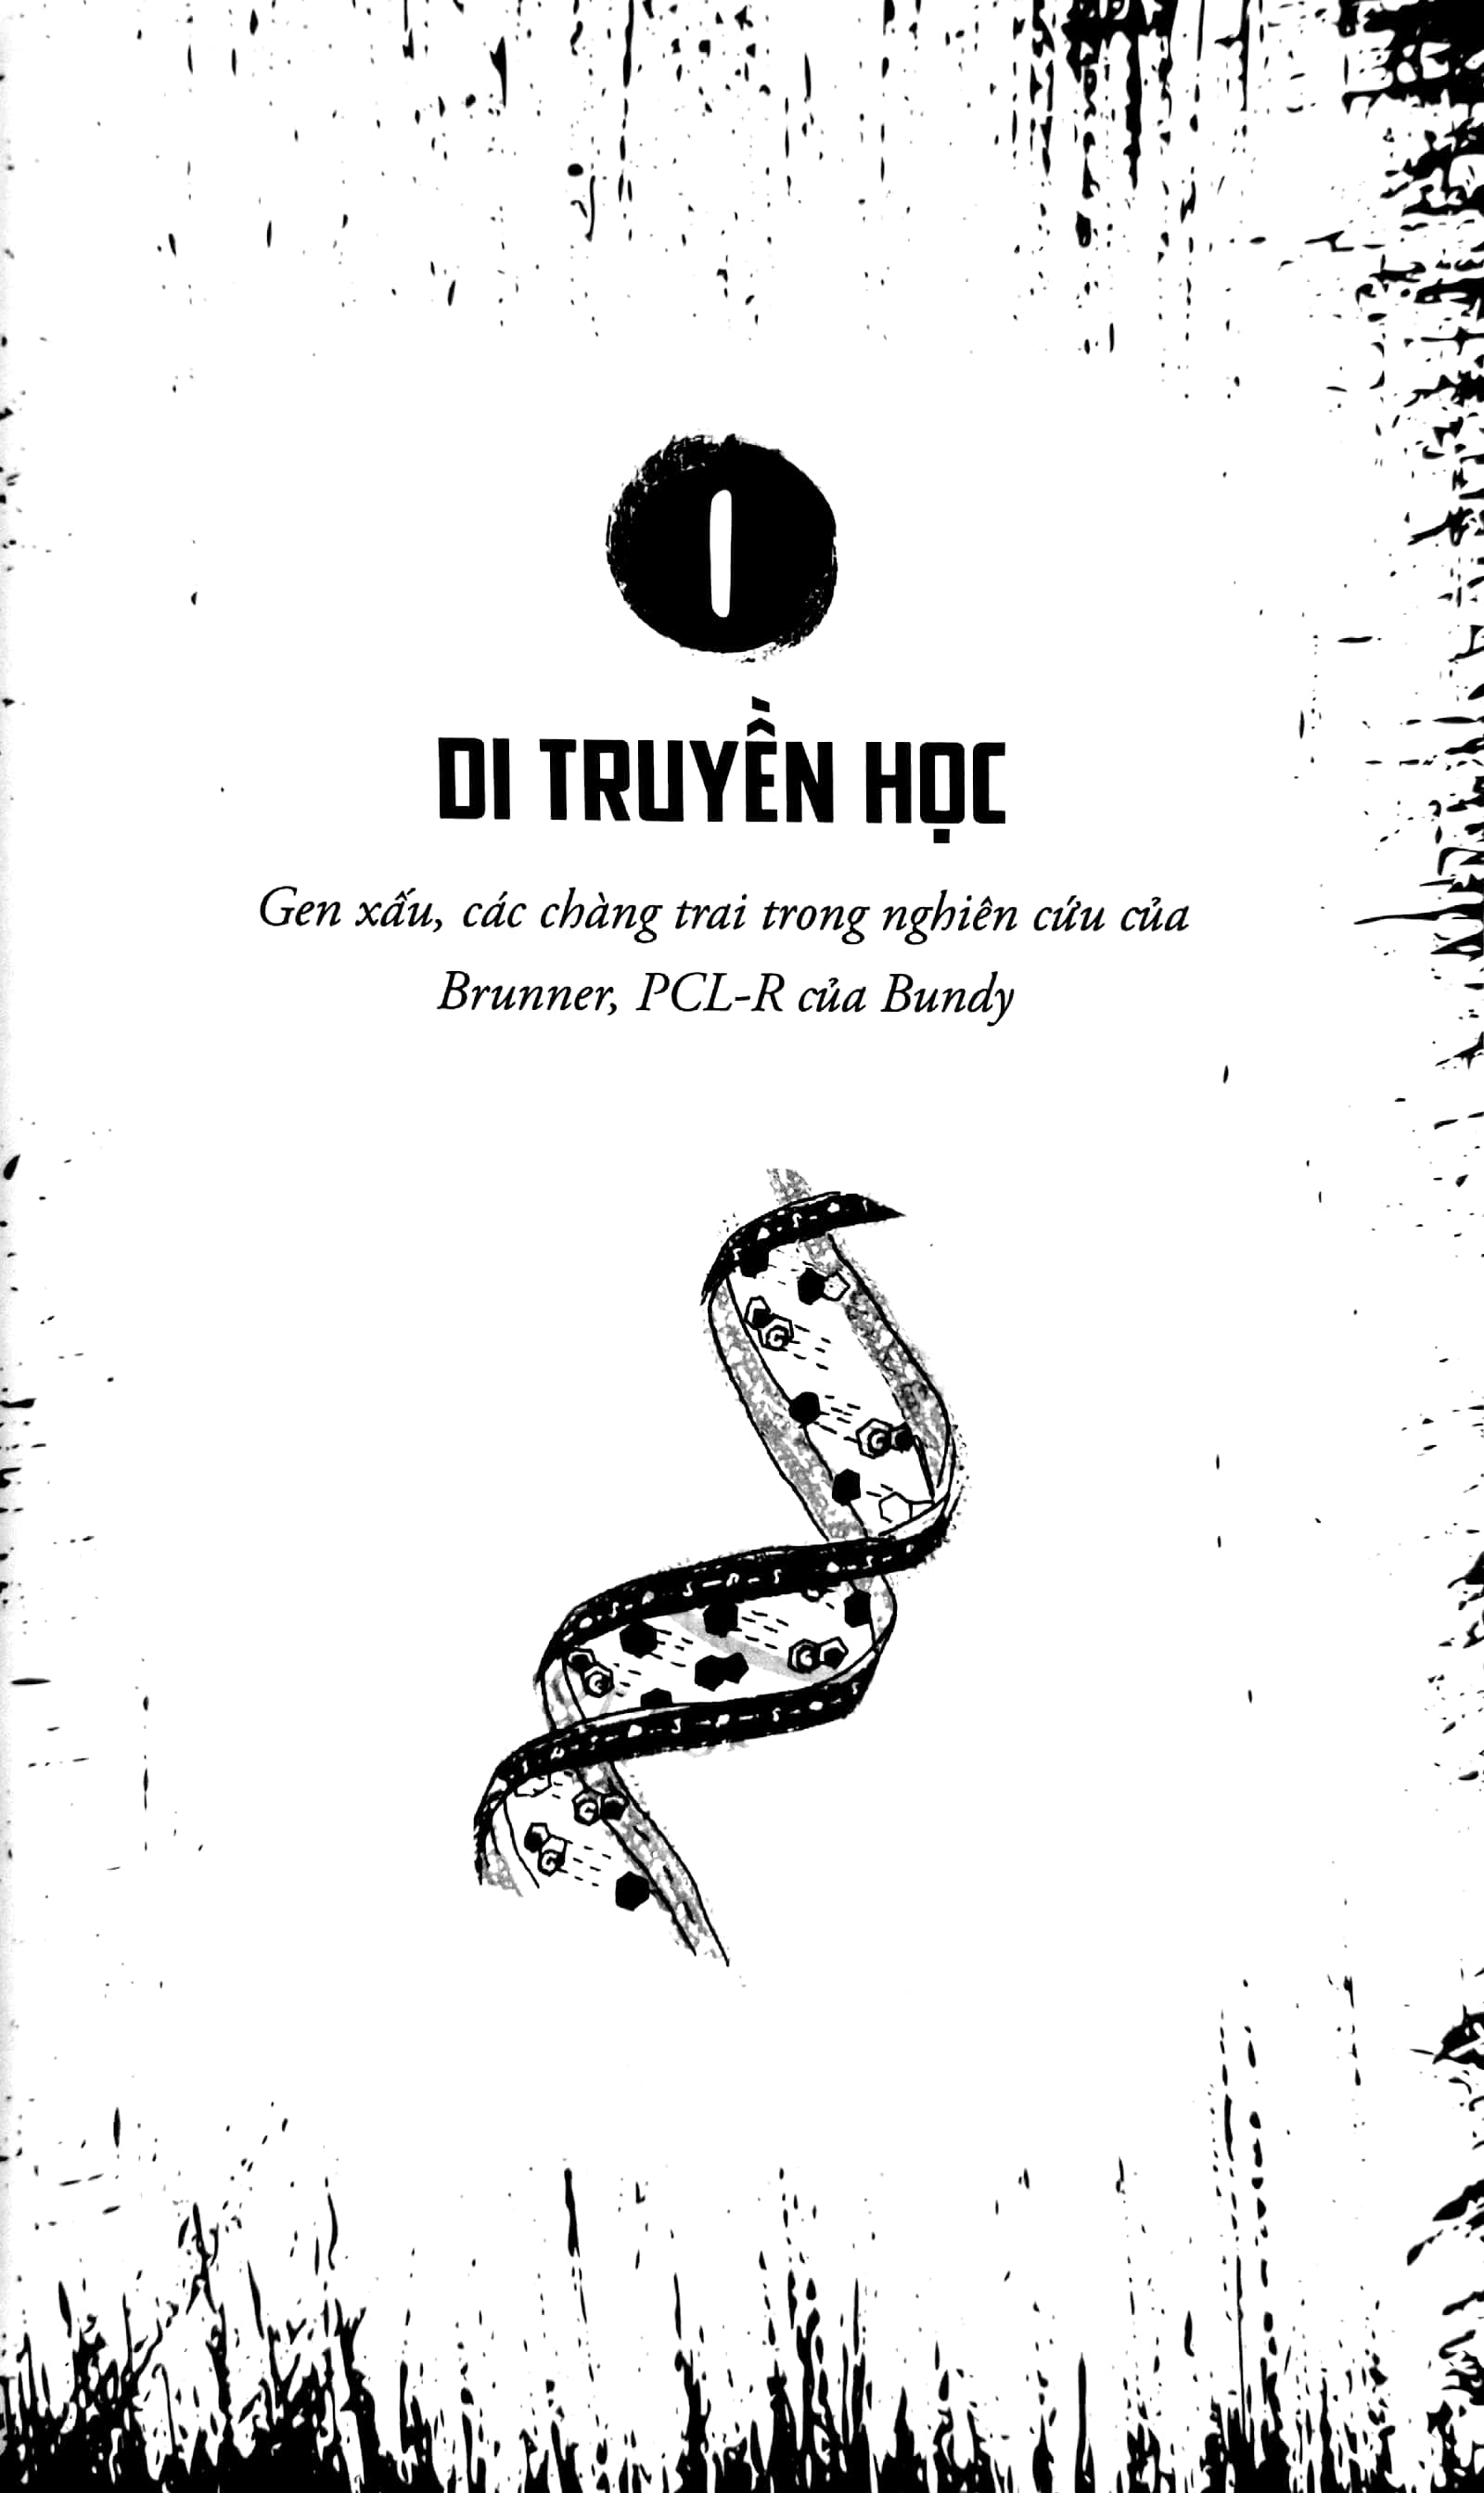 1
DI TRUYỀN HỌC
Gen xấu, các chàng trai trong nghiên cứu của
Brunner, PCL-R của Bundy